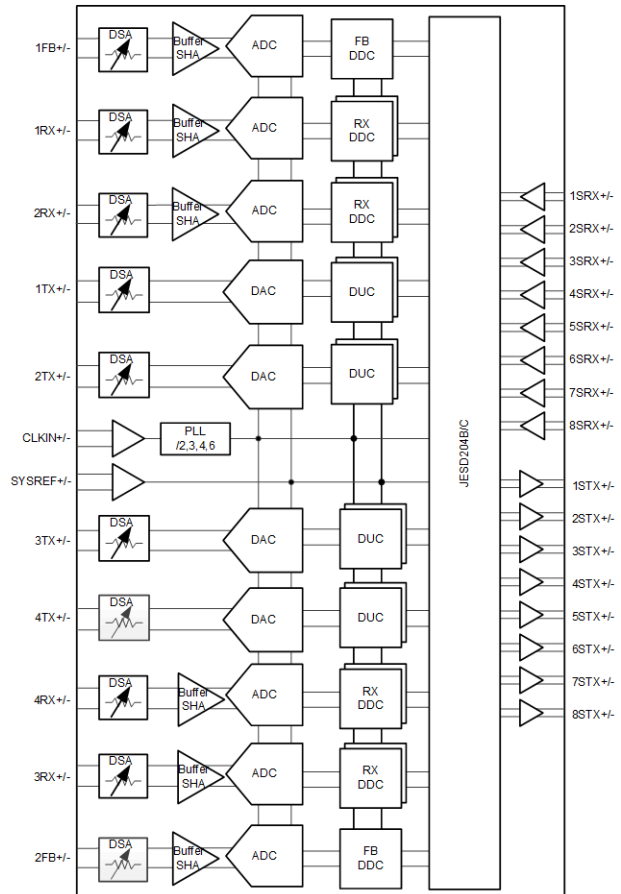 1FB+/-
DSA
Buffer
SHA
ADC
FB
DDC
1RX+/-
DSA
Buffer
SHA
ADC
RX
DDC
2RX+/-
DSA
Buffer
SHA
ADC
RX
DDC
1TX+/-
DSA
DAC
DUC
2TX+/-
DSA
DAC
DUC
CLKIN+/-
PLL
/2,3,4,6
SYSREF+/-
3TX+/-
DSA
DAC
DUC
4TX+/-
DSA
DAC
DUC
4RX+/-
DSA
Buffer
SHA
ADC
RX
DDC
3RX+/-
DSA
Buffer
SHA
ADC
RX
DDC
2FB+/-
DSA
Buffer
SHA
ADC
FB
DDC
JESD204B/C
1SRX+/-
2SRX+/-
3SRX+/-
4SRX+/-
5SRX+/-
6SRX+/-
7SRX+/-
8SRX+/-
1STX+/-
2STX+/-
3STX+/-
4STX+/-
5STX+/-
6STX+/-
7STX+/-
8STX+/-